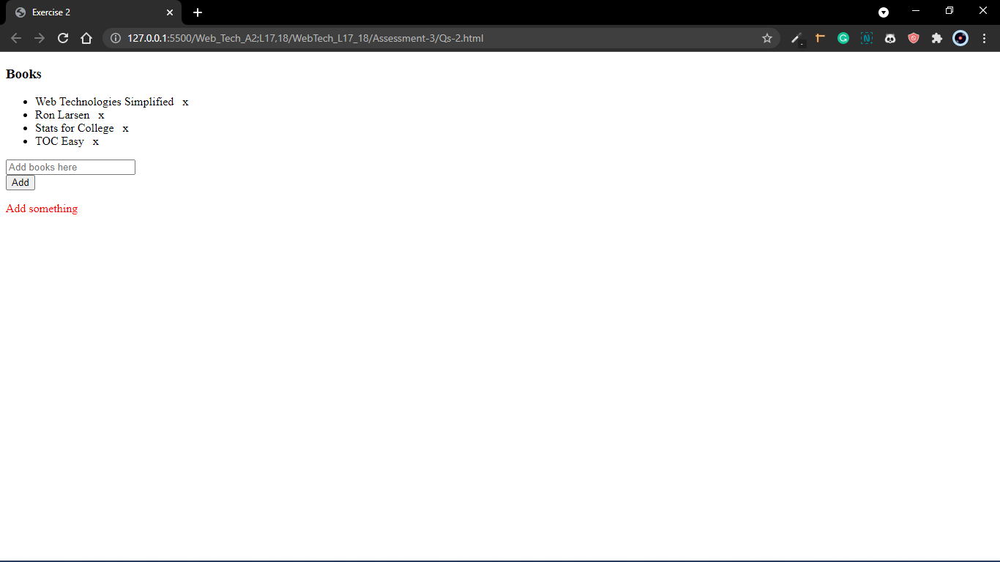 Exercise 2
127.0.0.1:5500/Web_Tech_A2;L17,18/WebTech_L17_18/Assessment-3/Qs-2.html
Books
Web Technologies Simplified x
Ron Larsen x
Stats for College x
TOC Easy x
Add books here
Add
Add something